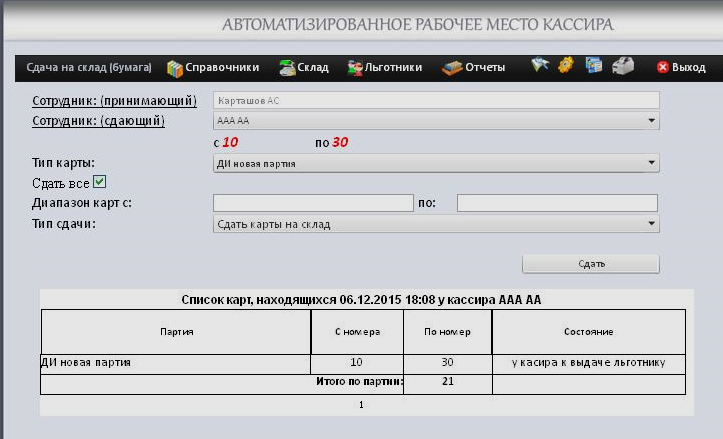 АВТОМАТИЗИРОВАННОЕ РАБОЧЕЕ МЕСТО КАССИРА
Сдача на склад (бумага) Справочники Склад Льготники Отчеты Выход
Сотрудник: (принимающий) Карташов АС
Сотрудник: (сдающий) ААА АА
с 10 по 30
Тип карты: ДИ новая партия
Сдать все
Диапазон карт с: по:
Тип сдачи: Сдать карты на склад
Сдать
Список карт, находящихся 06.12.2015 18:08 у кассира ААА АА
Партия С номера По номер Состояние
ДИ новая партия 10 30 у касира к выдаче льготнику
Итого по партии: 21
1